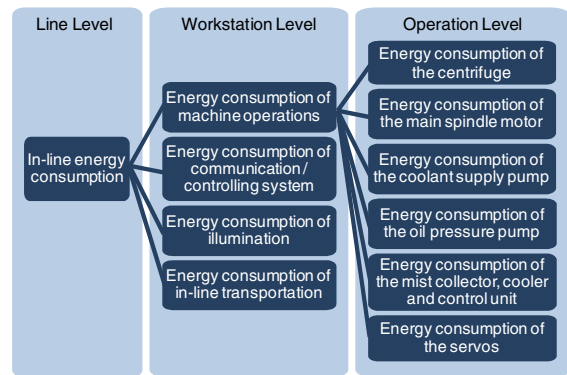 Line Level
Workstation Level
Operation Level
In-line energy
consumption
Energy consumption of
machine operations
Energy consumption of
communication /
controlling system
Energy consumption of
illumination
Energy consumption of
in-line transportation
Energy consumption of
the centrifuge
Energy consumption of
the main spindle motor
Energy consumption of
the coolant supply pump
Energy consumption of
the oil pressure pump
Energy consumption of
the mist collector, cooler
and control unit
Energy consumption of
the servos